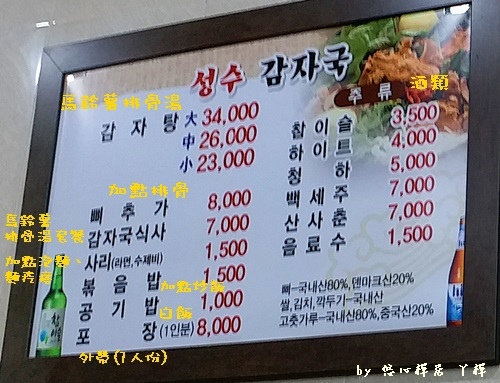 성수 감자국
馬鈴薯排骨湯
감자탕 大 34,000
中 26,000
小 23,000
加點排骨
뼈추가 8,000
馬鈴薯排骨湯套餐
감자국식사 7,000
加點泡麵、麵疙瘩
사리(라면,수제비) 1,500
볶음밥 加點炒飯 1,500
공기밥 白飯 1,000
포장(1인분) 8,000
外帶(1人份)
酒類
주류
참이슬 3,500
하이트 4,000
청하 5,000
백세주 7,000
산사춘 7,000
음료수 1,500
뼈-국내산80%,덴마크산20%
쌀,김치,깍두기-국내산
고춧가루-국내산80%,중국산20%
by 悠心禪居 丫禪